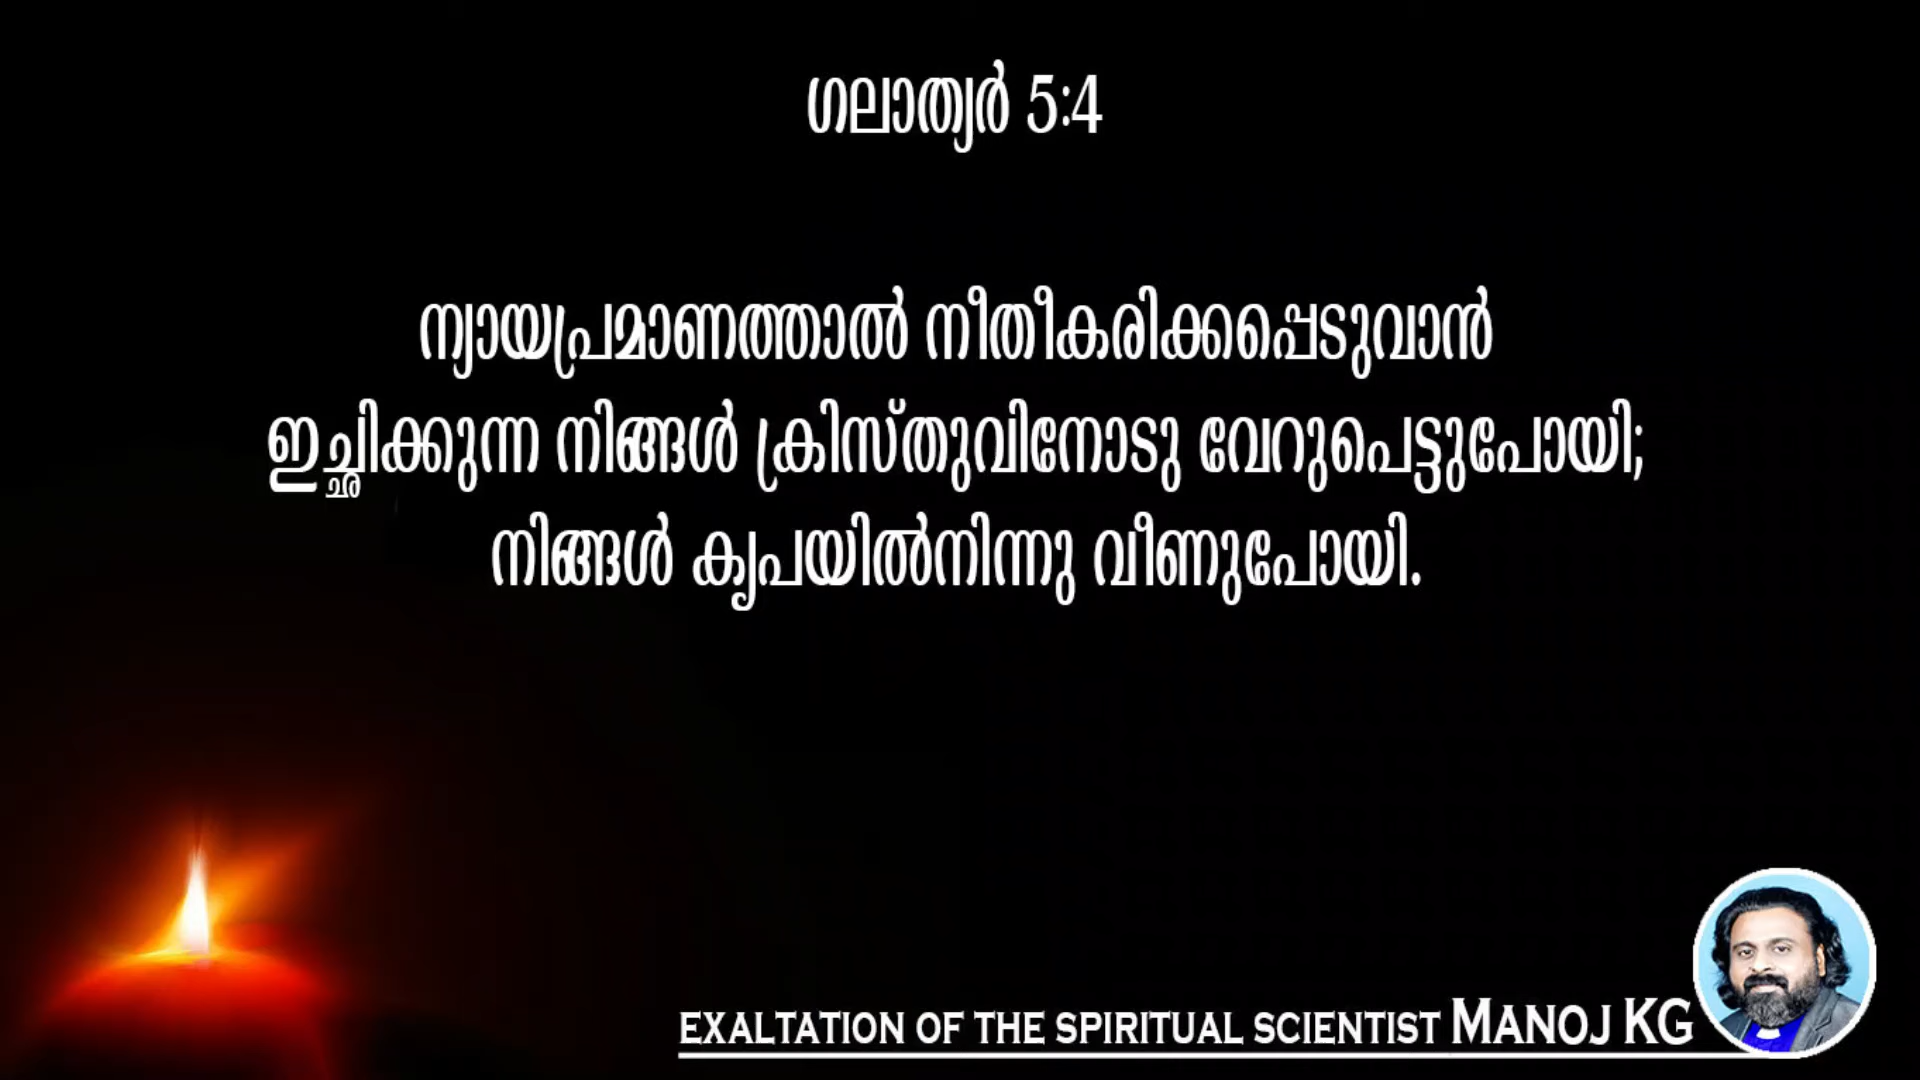 ഗലാത്യർ 5:4
ന്യായപ്രമാണത്താൽ നീതീകരിക്കപ്പെടുവാൻ
ഇച്ഛിക്കുന്ന നിങ്ങൾ ക്രിസ്തുവിനോടു വേറുപെട്ടുപോയി;
നിങ്ങൾ കൃപയിൽനിന്നു വീണുപോയി.
EXALTATION OF THE SPIRITUAL SCIENTIST MANOJ KG